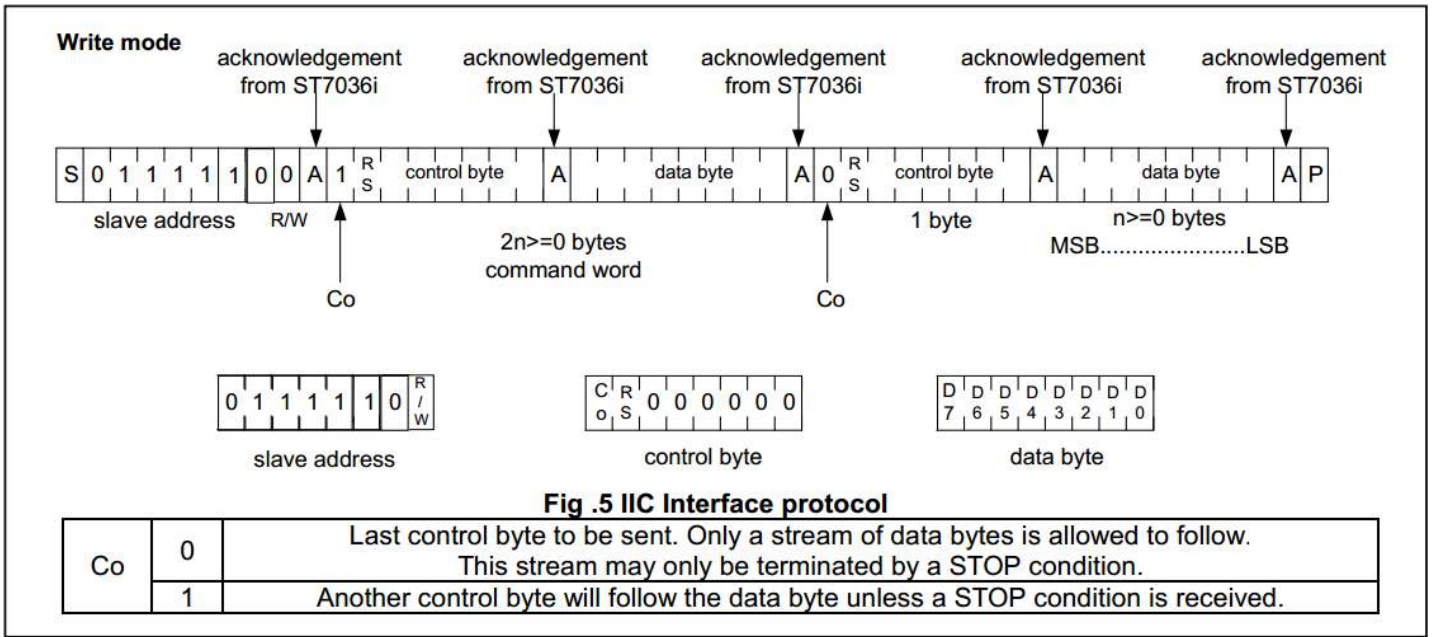 Write mode
acknowledgement acknowledgement acknowledgement acknowledgement acknowledgement
from ST7036i from ST7036i from ST7036i from ST7036i from ST7036i
S 0 1 1 1 1 1 0 0 A 1 RS control byte A data byte A 0 RS control byte A data byte A P
slave address R/W 1 byte n>=0 bytes
2n>=0 bytes MSB.......................LSB
command word
Co Co
0 1 1 1 1 1 0 R/W Co RS 0 0 0 0 0 0 D7 D6 D5 D4 D3 D2 D1 D0
slave address control byte data byte
Fig .5 IIC Interface protocol
Co 0 Last control byte to be sent. Only a stream of data bytes is allowed to follow.
This stream may only be terminated by a STOP condition.
1 Another control byte will follow the data byte unless a STOP condition is received.